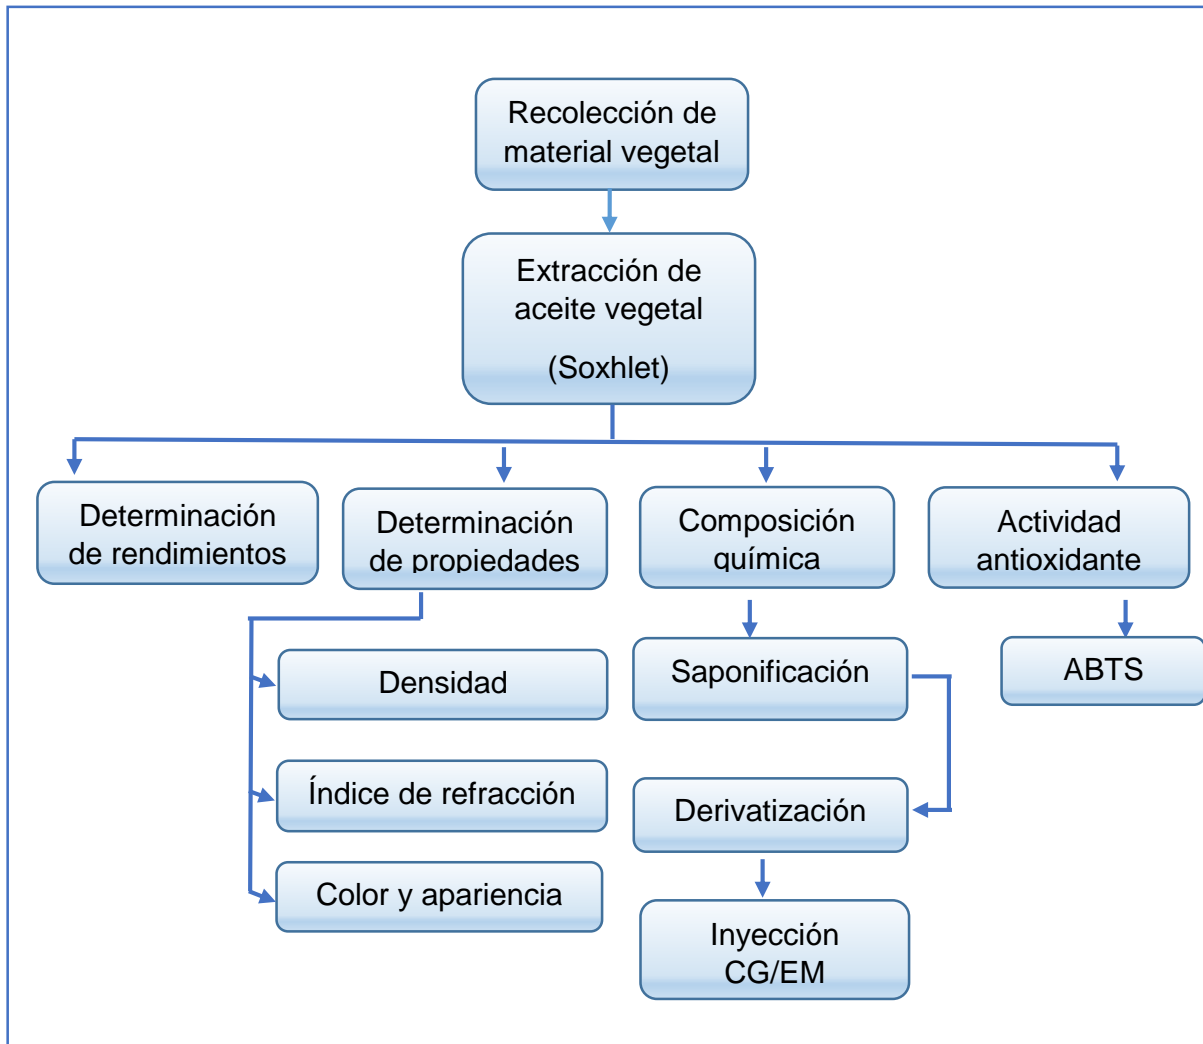 Recolección de
material vegetal
Extracción de
aceite vegetal
(Soxhlet)
Determinación
de rendimientos
Determinación
de propiedades
Composición
química
Actividad
antioxidante
Densidad
Índice de refracción
Color y apariencia
Saponificación
Derivatización
Inyección
CG/EM
ABTS